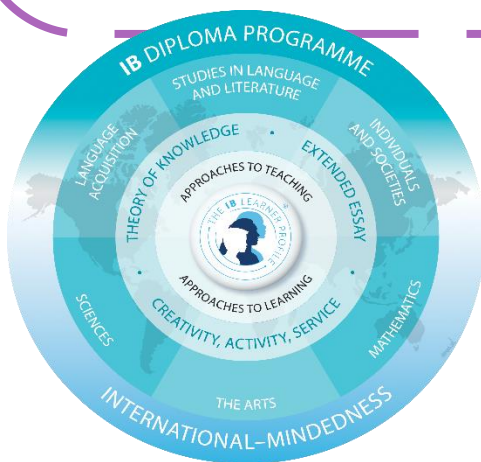 IB DIPLOMA PROGRAMME
STUDIES IN LANGUAGE
AND LITERATURE
LANGUAGE
ACQUISITION
INDIVIDUALS
AND SOCIETIES
THEORY OF KNOWLEDGE
•
EXTENDED ESSAY
APPROACHES TO TEACHING
THE IB LEARNER PROFILE
APPROACHES TO LEARNING
•
CREATIVITY, ACTIVITY, SERVICE
•
SCIENCES
MATHEMATICS
THE ARTS
INTERNATIONAL–MINDEDNESS